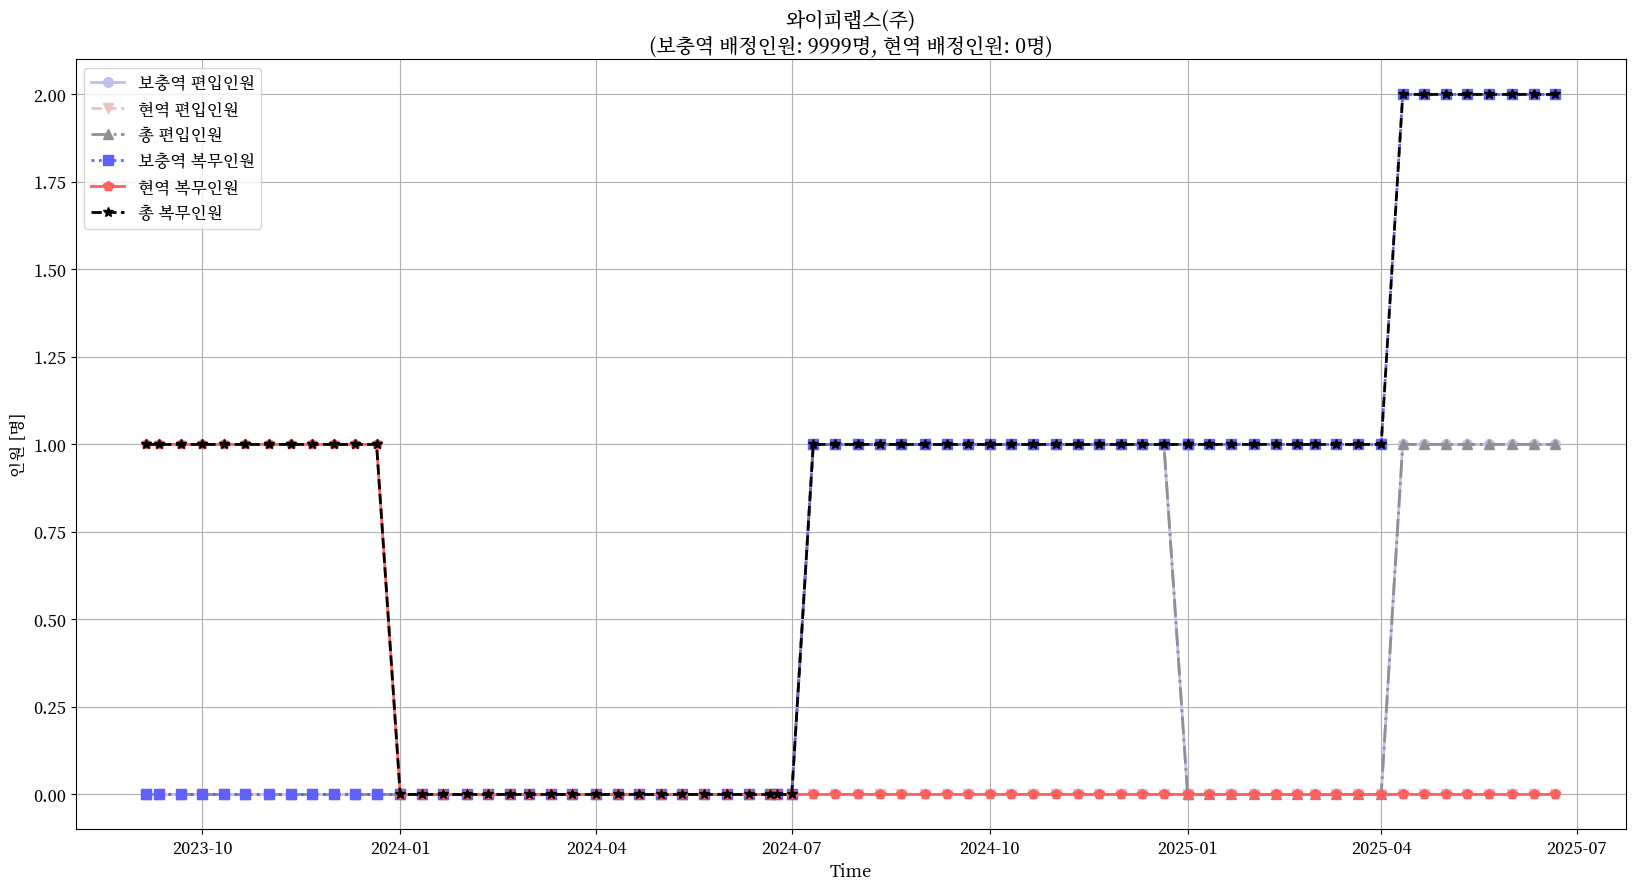 와이피랩스(주)
(보충역 배정인원: 9999명, 현역 배정인원: 0명)
보충역 편입인원
현역 편입인원
총 편입인원
보충역 복무인원
현역 복무인원
총 복무인원
2.00
1.75
1.50
1.25
1.00
0.75
0.50
0.25
0.00
인원 [명]
2023-10
2024-01
2024-04
2024-07
2024-10
2025-01
2025-04
2025-07
Time